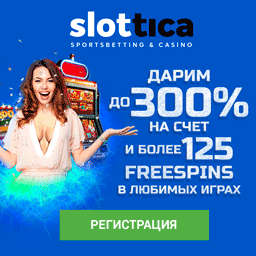 slottica
SPORTSBETTING & CASINO
ДАРИМ
ДО 300%
НА СЧЕТ
И БОЛЕЕ 125
FREESPINS
В ЛЮБИМЫХ ИГРАХ
РЕГИСТРАЦИЯ